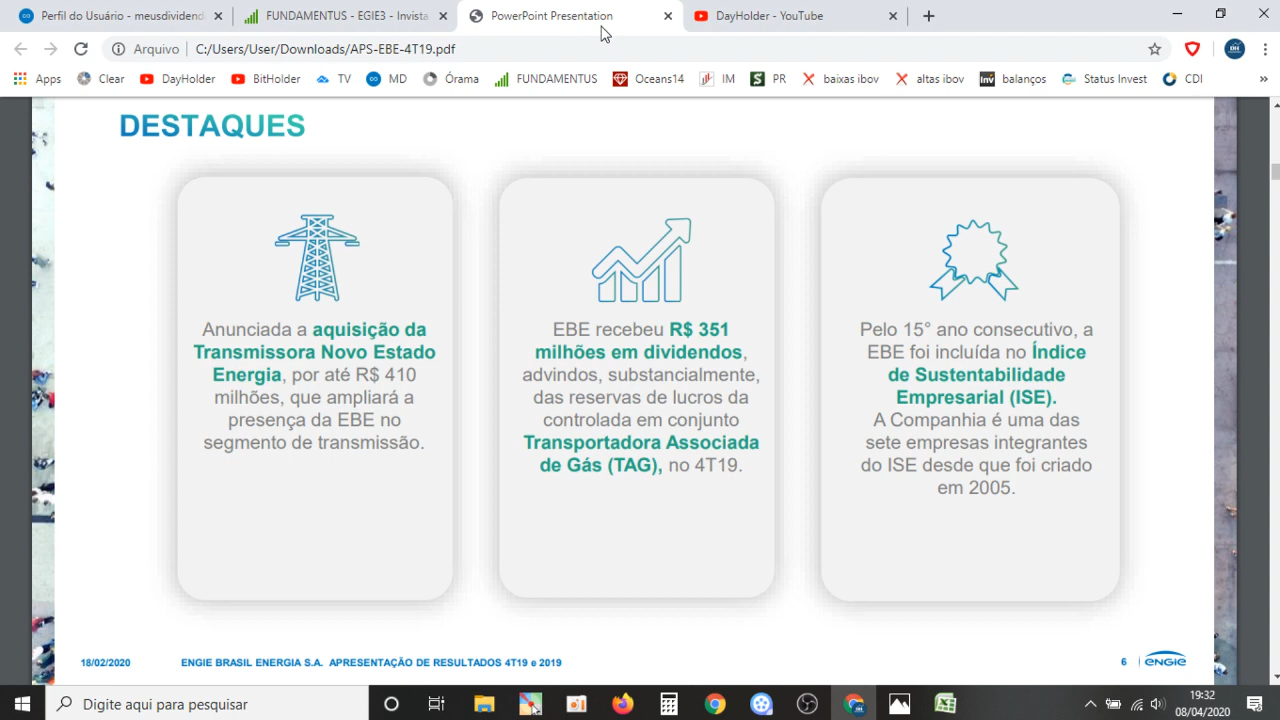 Perfil do Usuário - meusdividend
FUNDAMENTUS - EGIE3 - Invista
PowerPoint Presentation
DayHolder - YouTube
Arquivo
C:/Users/User/Downloads/APS-EBE-4T19.pdf
Apps
Clear
DayHolder
BitHolder
TV
MD
Órama
FUNDAMENTUS
Oceans14
IM
PR
baixas ibov
altas ibov
balanços
Status Invest
CDI
DESTAQUES
Anunciada a aquisição da
Transmissora Novo Estado
Energia, por até R$ 410
milhões, que ampliará a
presença da EBE no
segmento de transmissão.
EBE recebeu R$ 351
milhões em dividendos,
advindos, substancialmente,
das reservas de lucros da
controlada em conjunto
Transportadora Associada
de Gás (TAG), no 4T19.
Pelo 15° ano consecutivo, a
EBE foi incluída no Índice
de Sustentabilidade
Empresarial (ISE).
A Companhia é uma das
sete empresas integrantes
do ISE desde que foi criado
em 2005.
18/02/2020
ENGIE BRASIL ENERGIA S.A. APRESENTAÇÃO DE RESULTADOS 4T19 e 2019
6
ENGIE
Digite aqui para pesquisar
19:32
08/04/2020